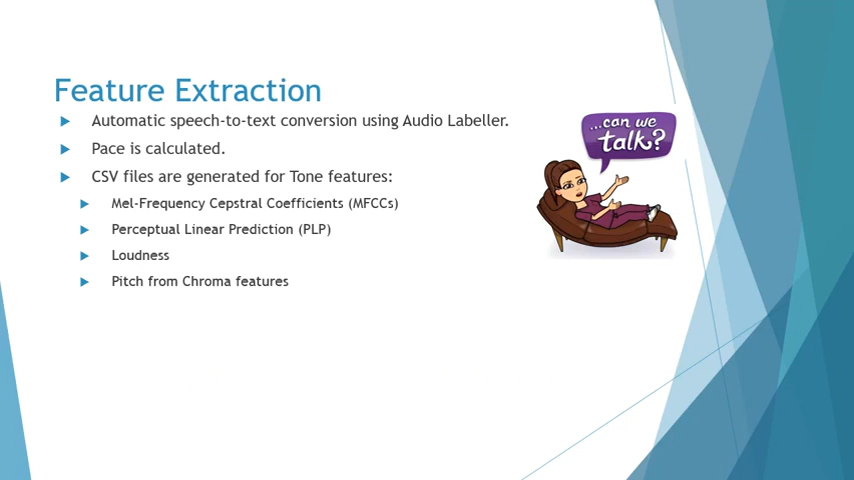 Feature Extraction
Automatic speech-to-text conversion using Audio Labeller.
Pace is calculated.
CSV files are generated for Tone features:
Mel-Frequency Cepstral Coefficients (MFCCs)
Perceptual Linear Prediction (PLP)
Loudness
Pitch from Chroma features
...can we
talk?